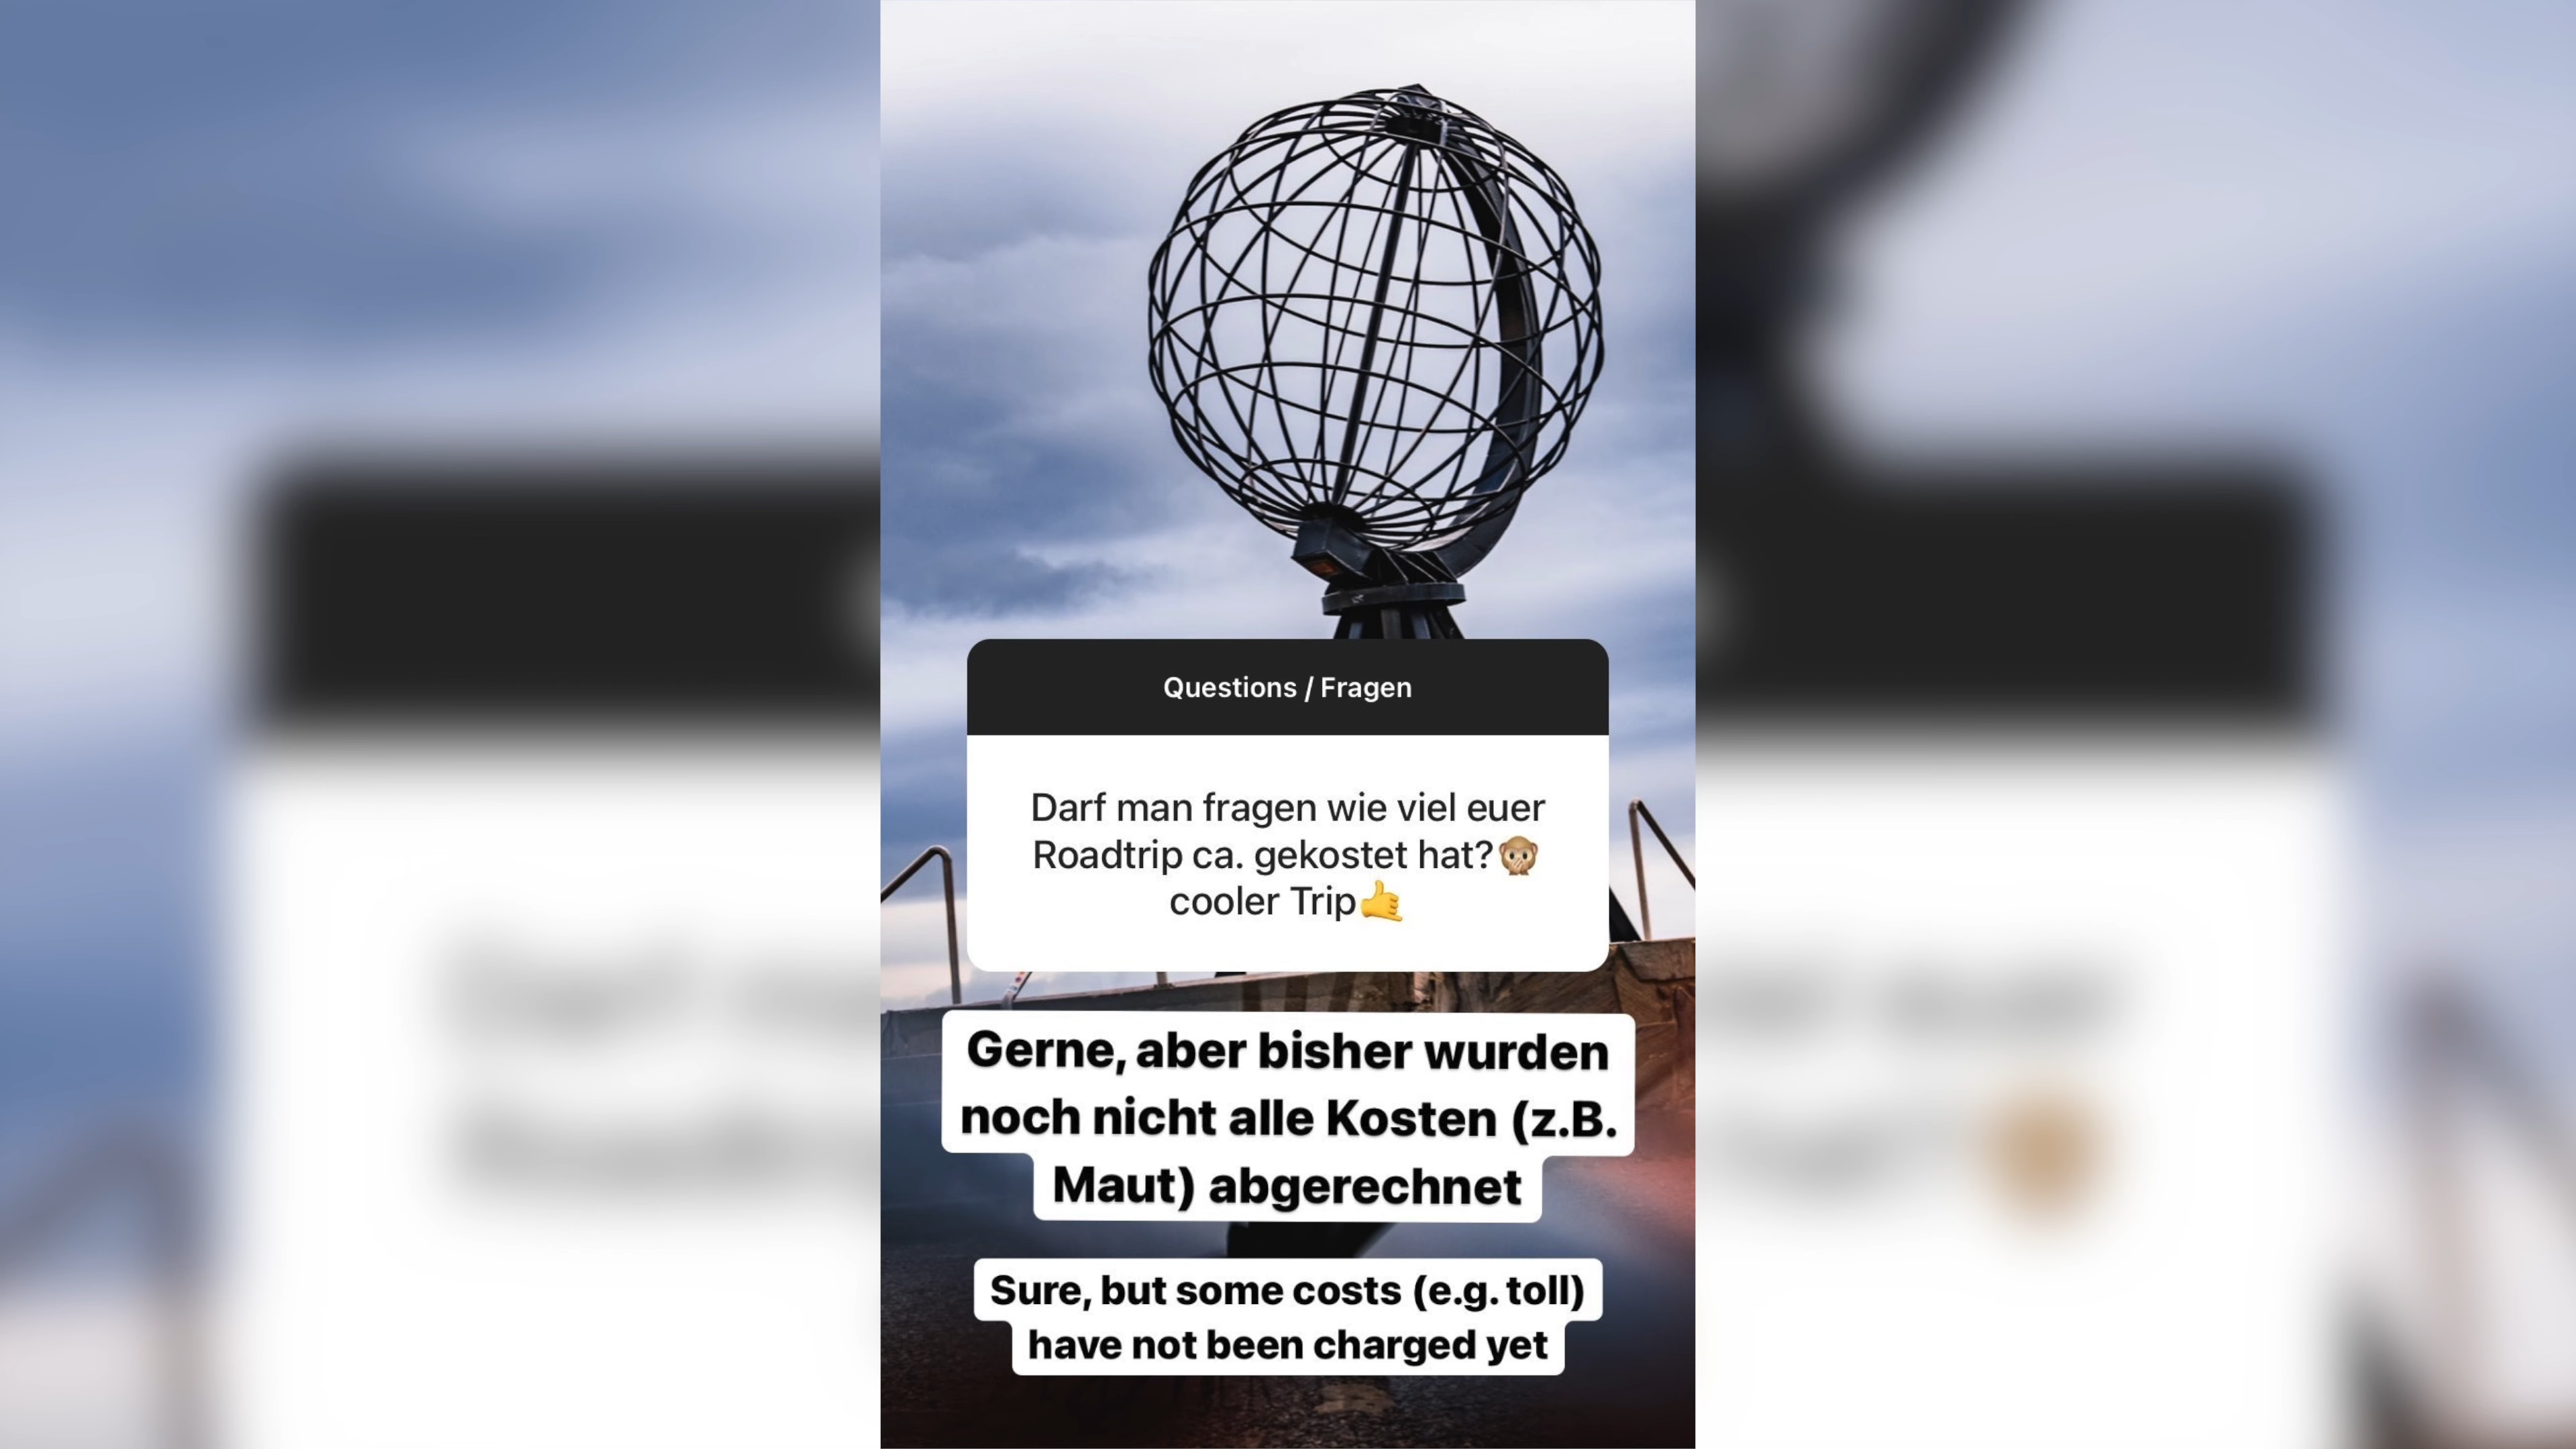 Questions / Fragen
Darf man fragen wie viel euer
Roadtrip ca. gekostet hat?🙊
cooler Trip🤙
Gerne, aber bisher wurden
noch nicht alle Kosten (z.B.
Maut) abgerechnet
Sure, but some costs (e.g. toll)
have not been charged yet